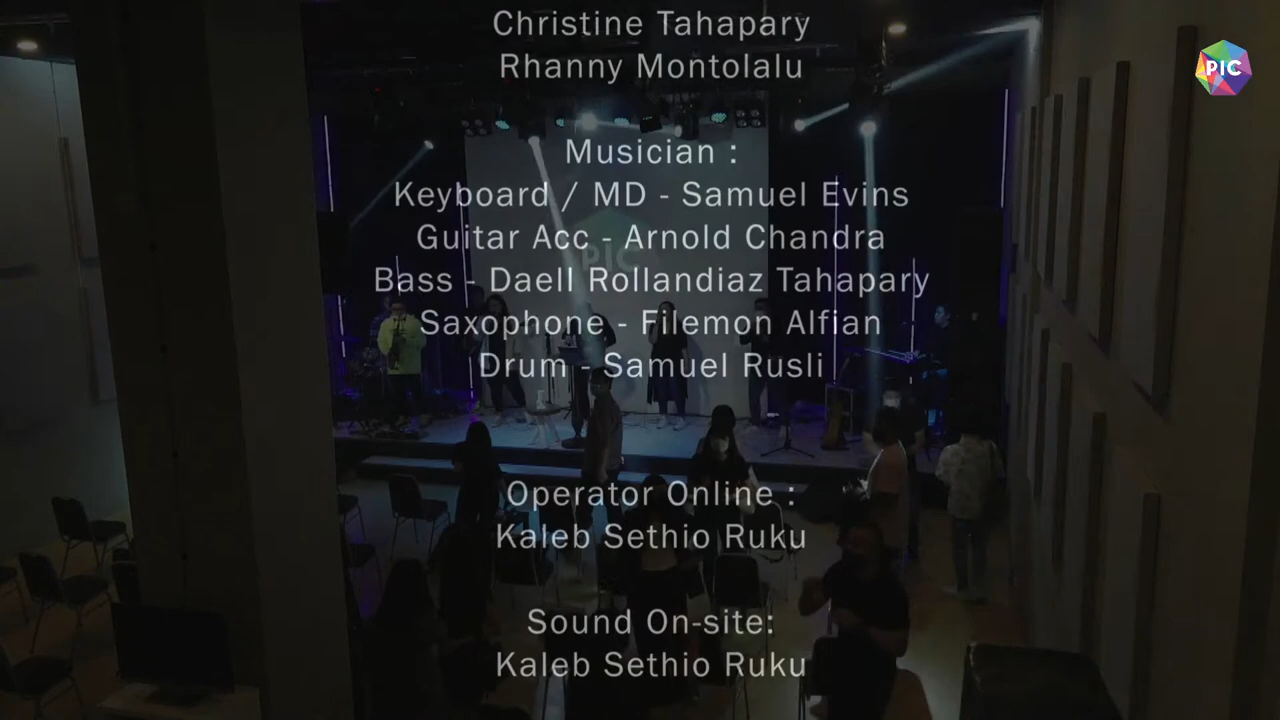 Christine Tahapary
Rhanny Montolalu
PIC
Musician :
Keyboard / MD - Samuel Evins
Guitar Acc - Arnold Chandra
PIC
Bass - Daell Rollandiaz Tahapary
Saxophone - Filemon Alfian
Drum - Samuel Rusli
Operator Online :
Kaleb Sethio Ruku
Sound On-site:
Kaleb Sethio Ruku